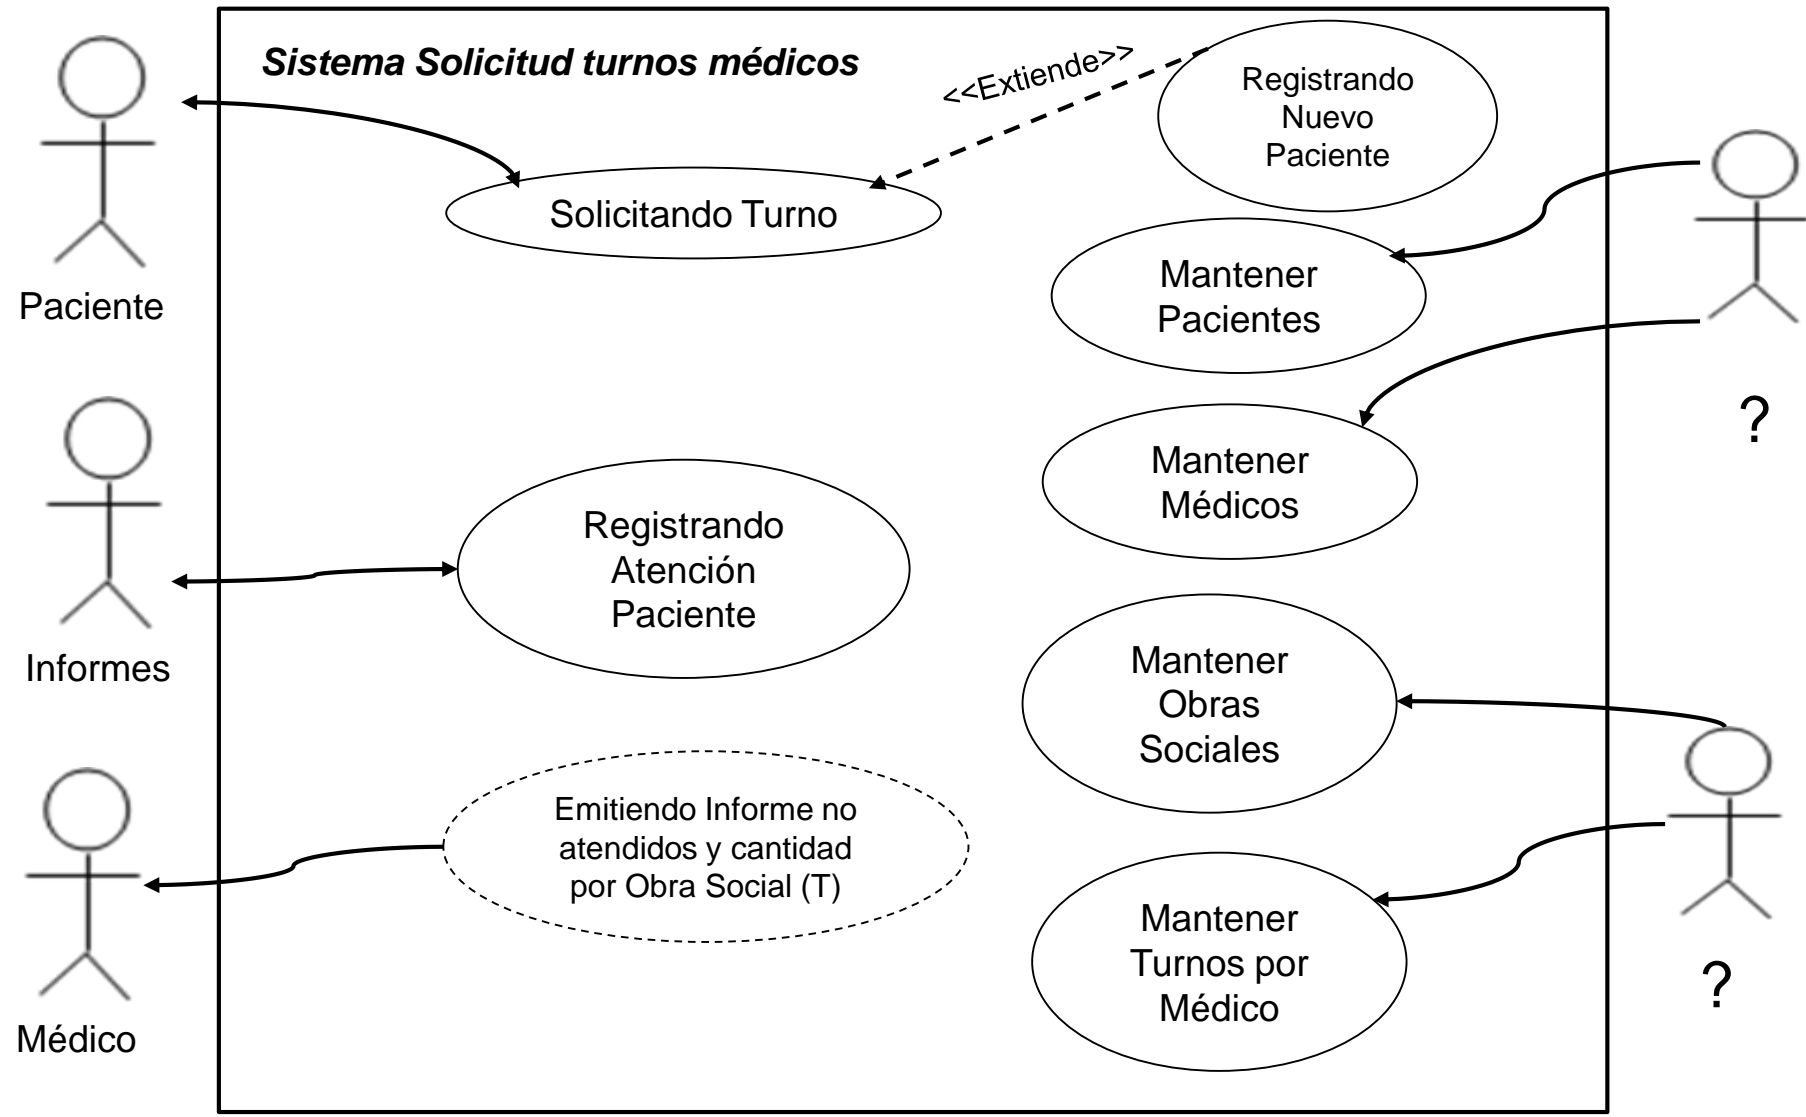 Sistema Solicitud turnos médicos
<<Extiende>>
Registrando
Nuevo
Paciente
Solicitando Turno
Paciente
Mantener
Pacientes
?
Mantener
Médicos
Registrando
Atención
Paciente
Informes
Mantener
Obras
Sociales
Emitiendo Informe no
atendidos y cantidad
por Obra Social (T)
Médico
Mantener
Turnos por
Médico
?